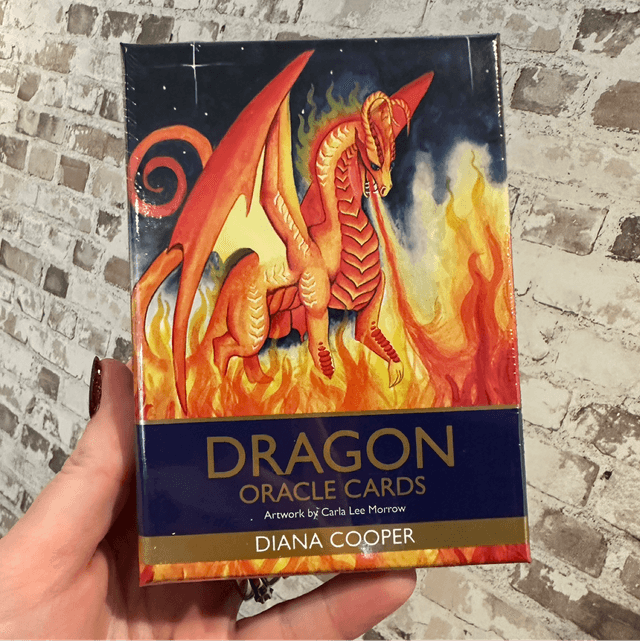 DRAGON
ORACLE CARDS
Artwork by Carla Lee Morrow
DIANA COOPER